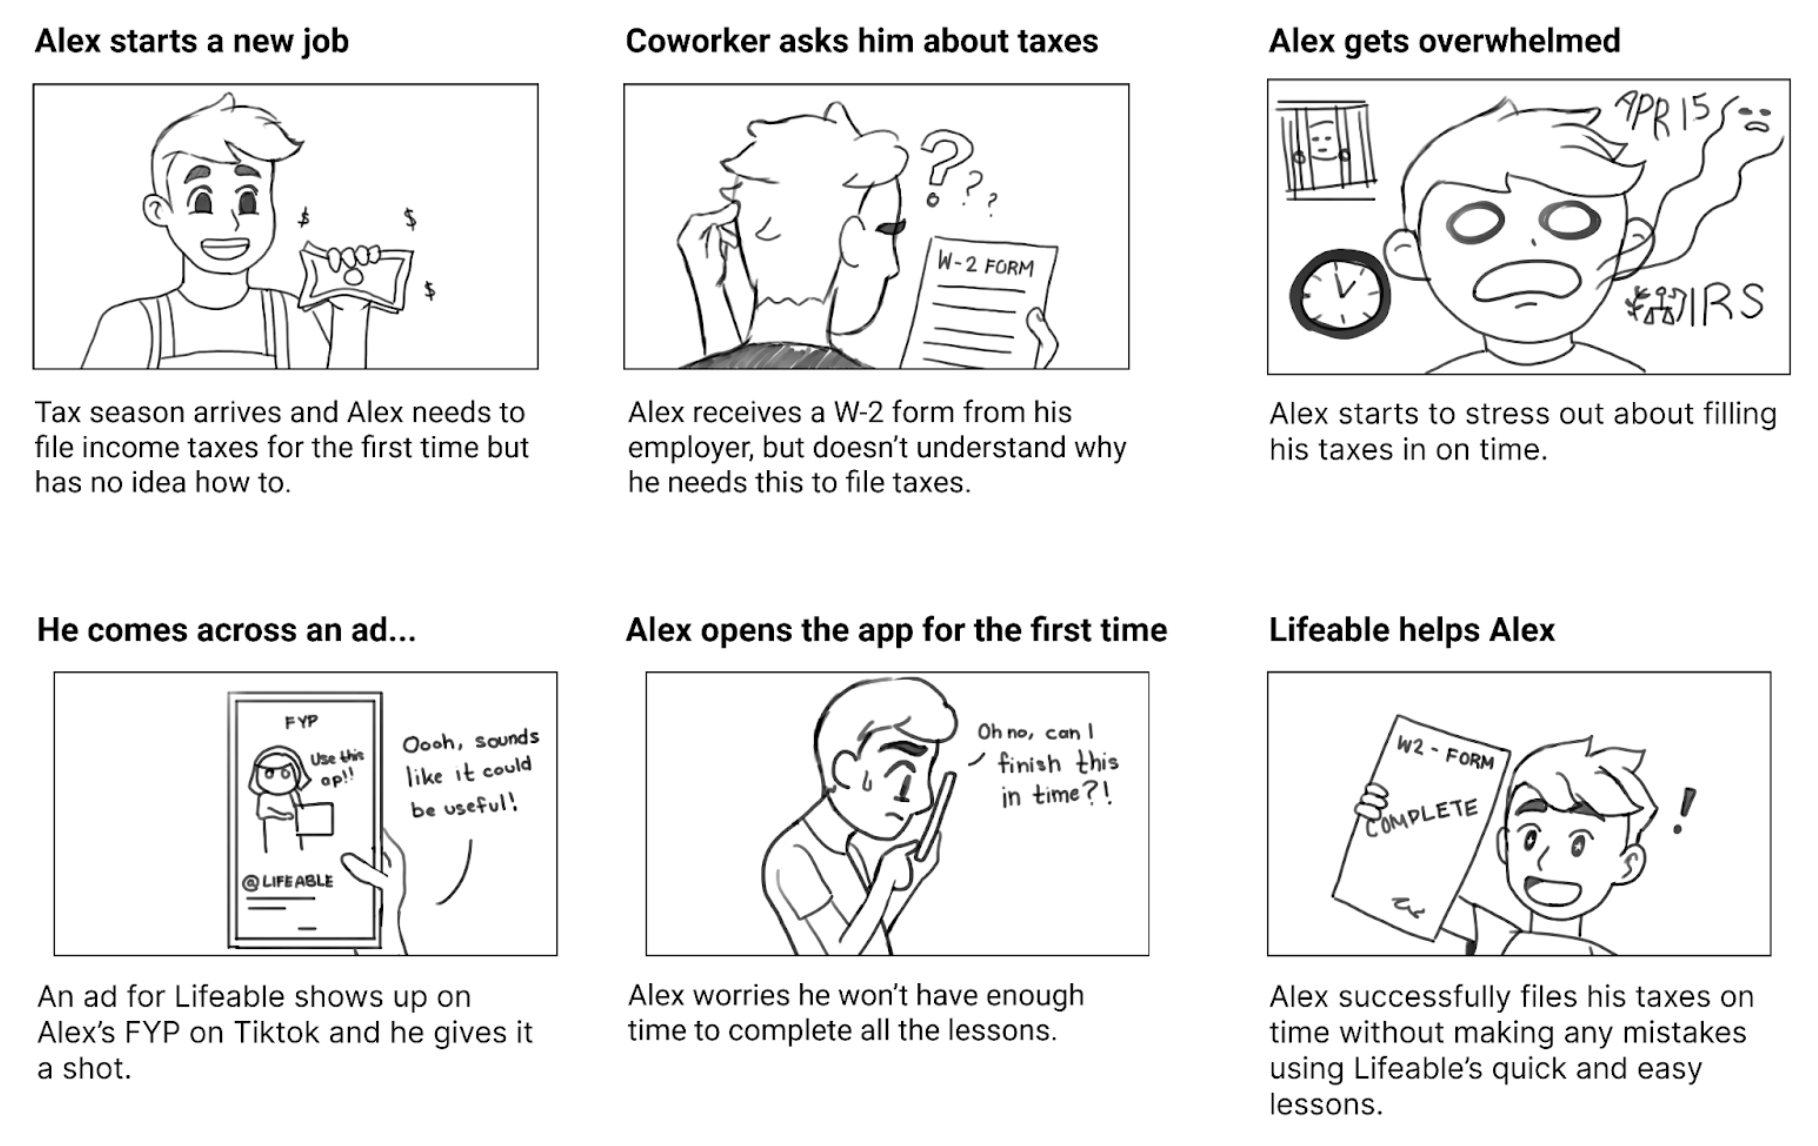 Alex starts a new job
$
$
$
Tax season arrives and Alex needs to
file income taxes for the first time but
has no idea how to.
Coworker asks him about taxes
? ? ?
W-2 FORM
Alex receives a W-2 form from his
employer, but doesn't understand why
he needs this to file taxes.
Alex gets overwhelmed
APR 15
IRS
Alex starts to stress out about filling
his taxes in on time.
He comes across an ad...
FYP
Use this
ap!!
@LIFEABLE
Oooh, sounds
like it could
be useful!
An ad for Lifeable shows up on
Alex's FYP on Tiktok and he gives it
a shot.
Alex opens the app for the first time
Oh no, can I
finish this
in time?!
Alex worries he won't have enough
time to complete all the lessons.
Lifeable helps Alex
W2 - FORM
COMPLETE
!
Alex successfully files his taxes on
time without making any mistakes
using Lifeable's quick and easy
lessons.